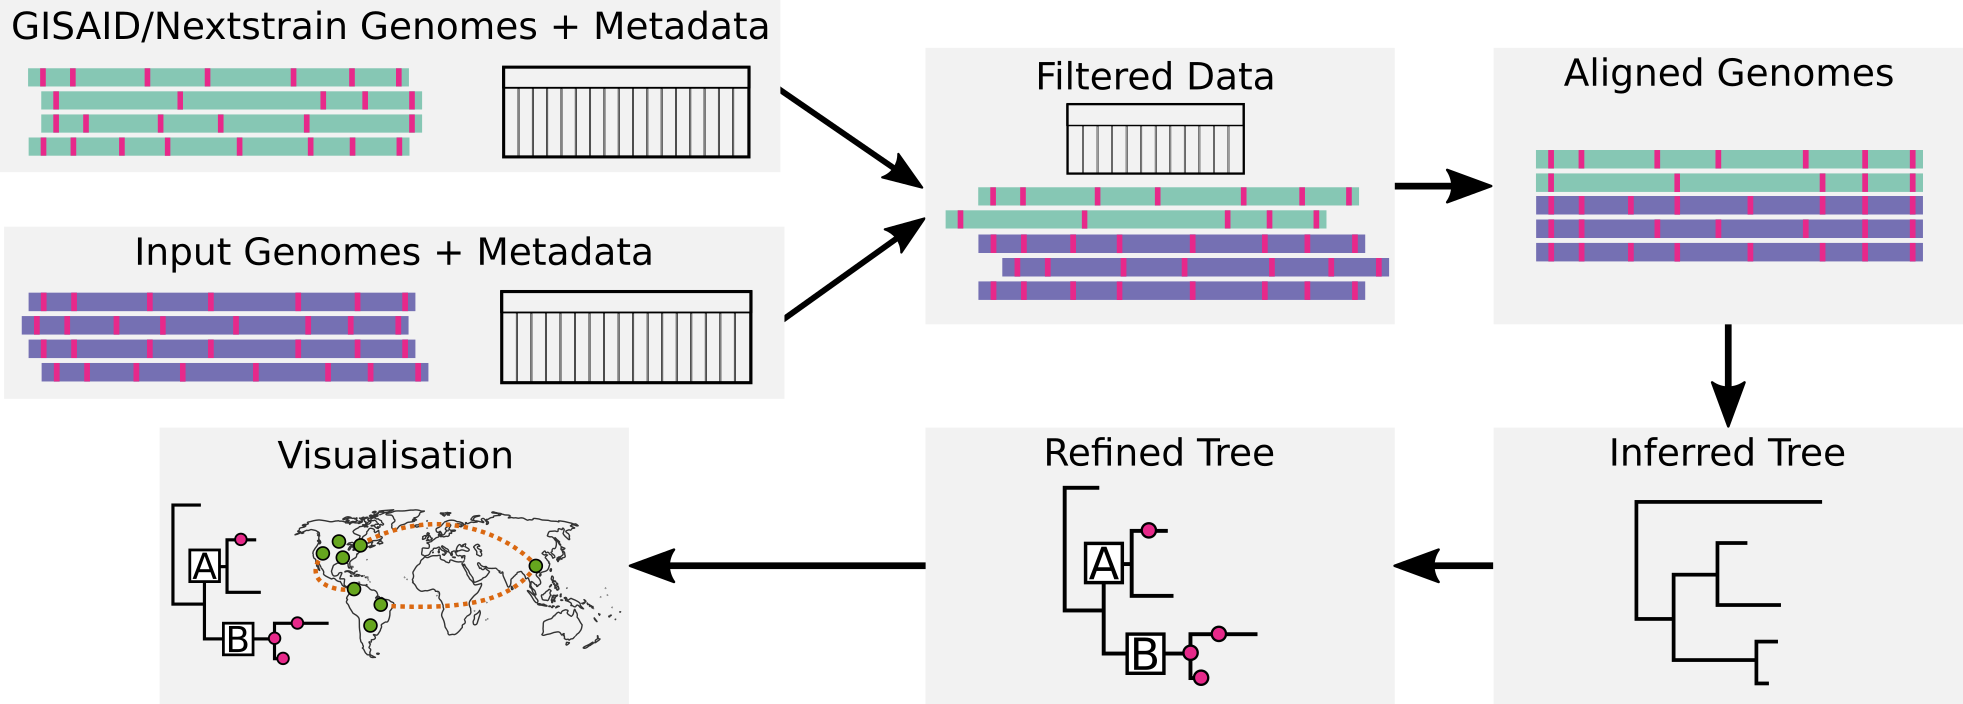 GISAID/Nextstrain Genomes + Metadata
Input Genomes + Metadata
Filtered Data
Aligned Genomes
Inferred Tree
Refined Tree
A
B
Visualisation
A
B